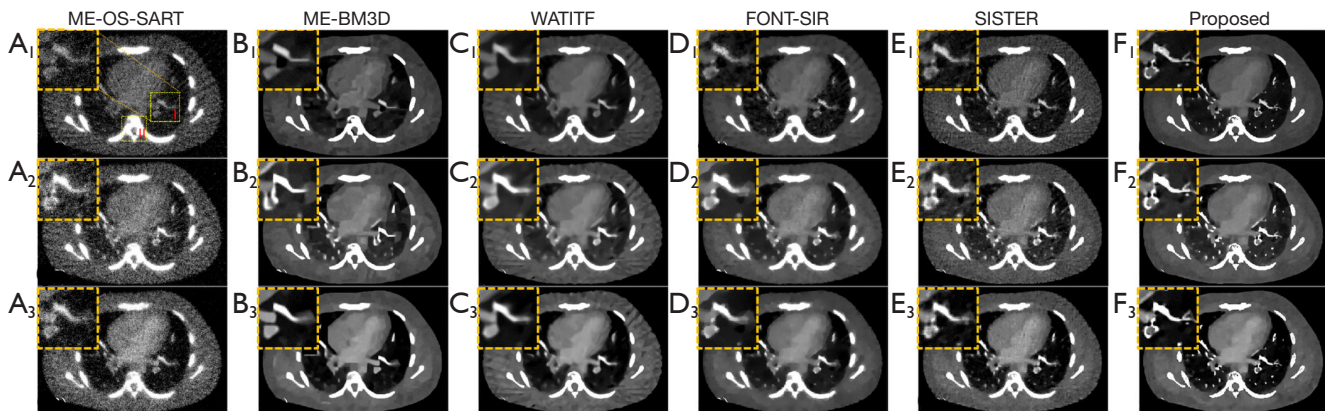 ME-OS-SART ME-BM3D WATITF FONT-SIR SISTER Proposed
A1 B1 C1 D1 E1 F1
I
II
A2 B2 C2 D2 E2 F2
A3 B3 C3 D3 E3 F3